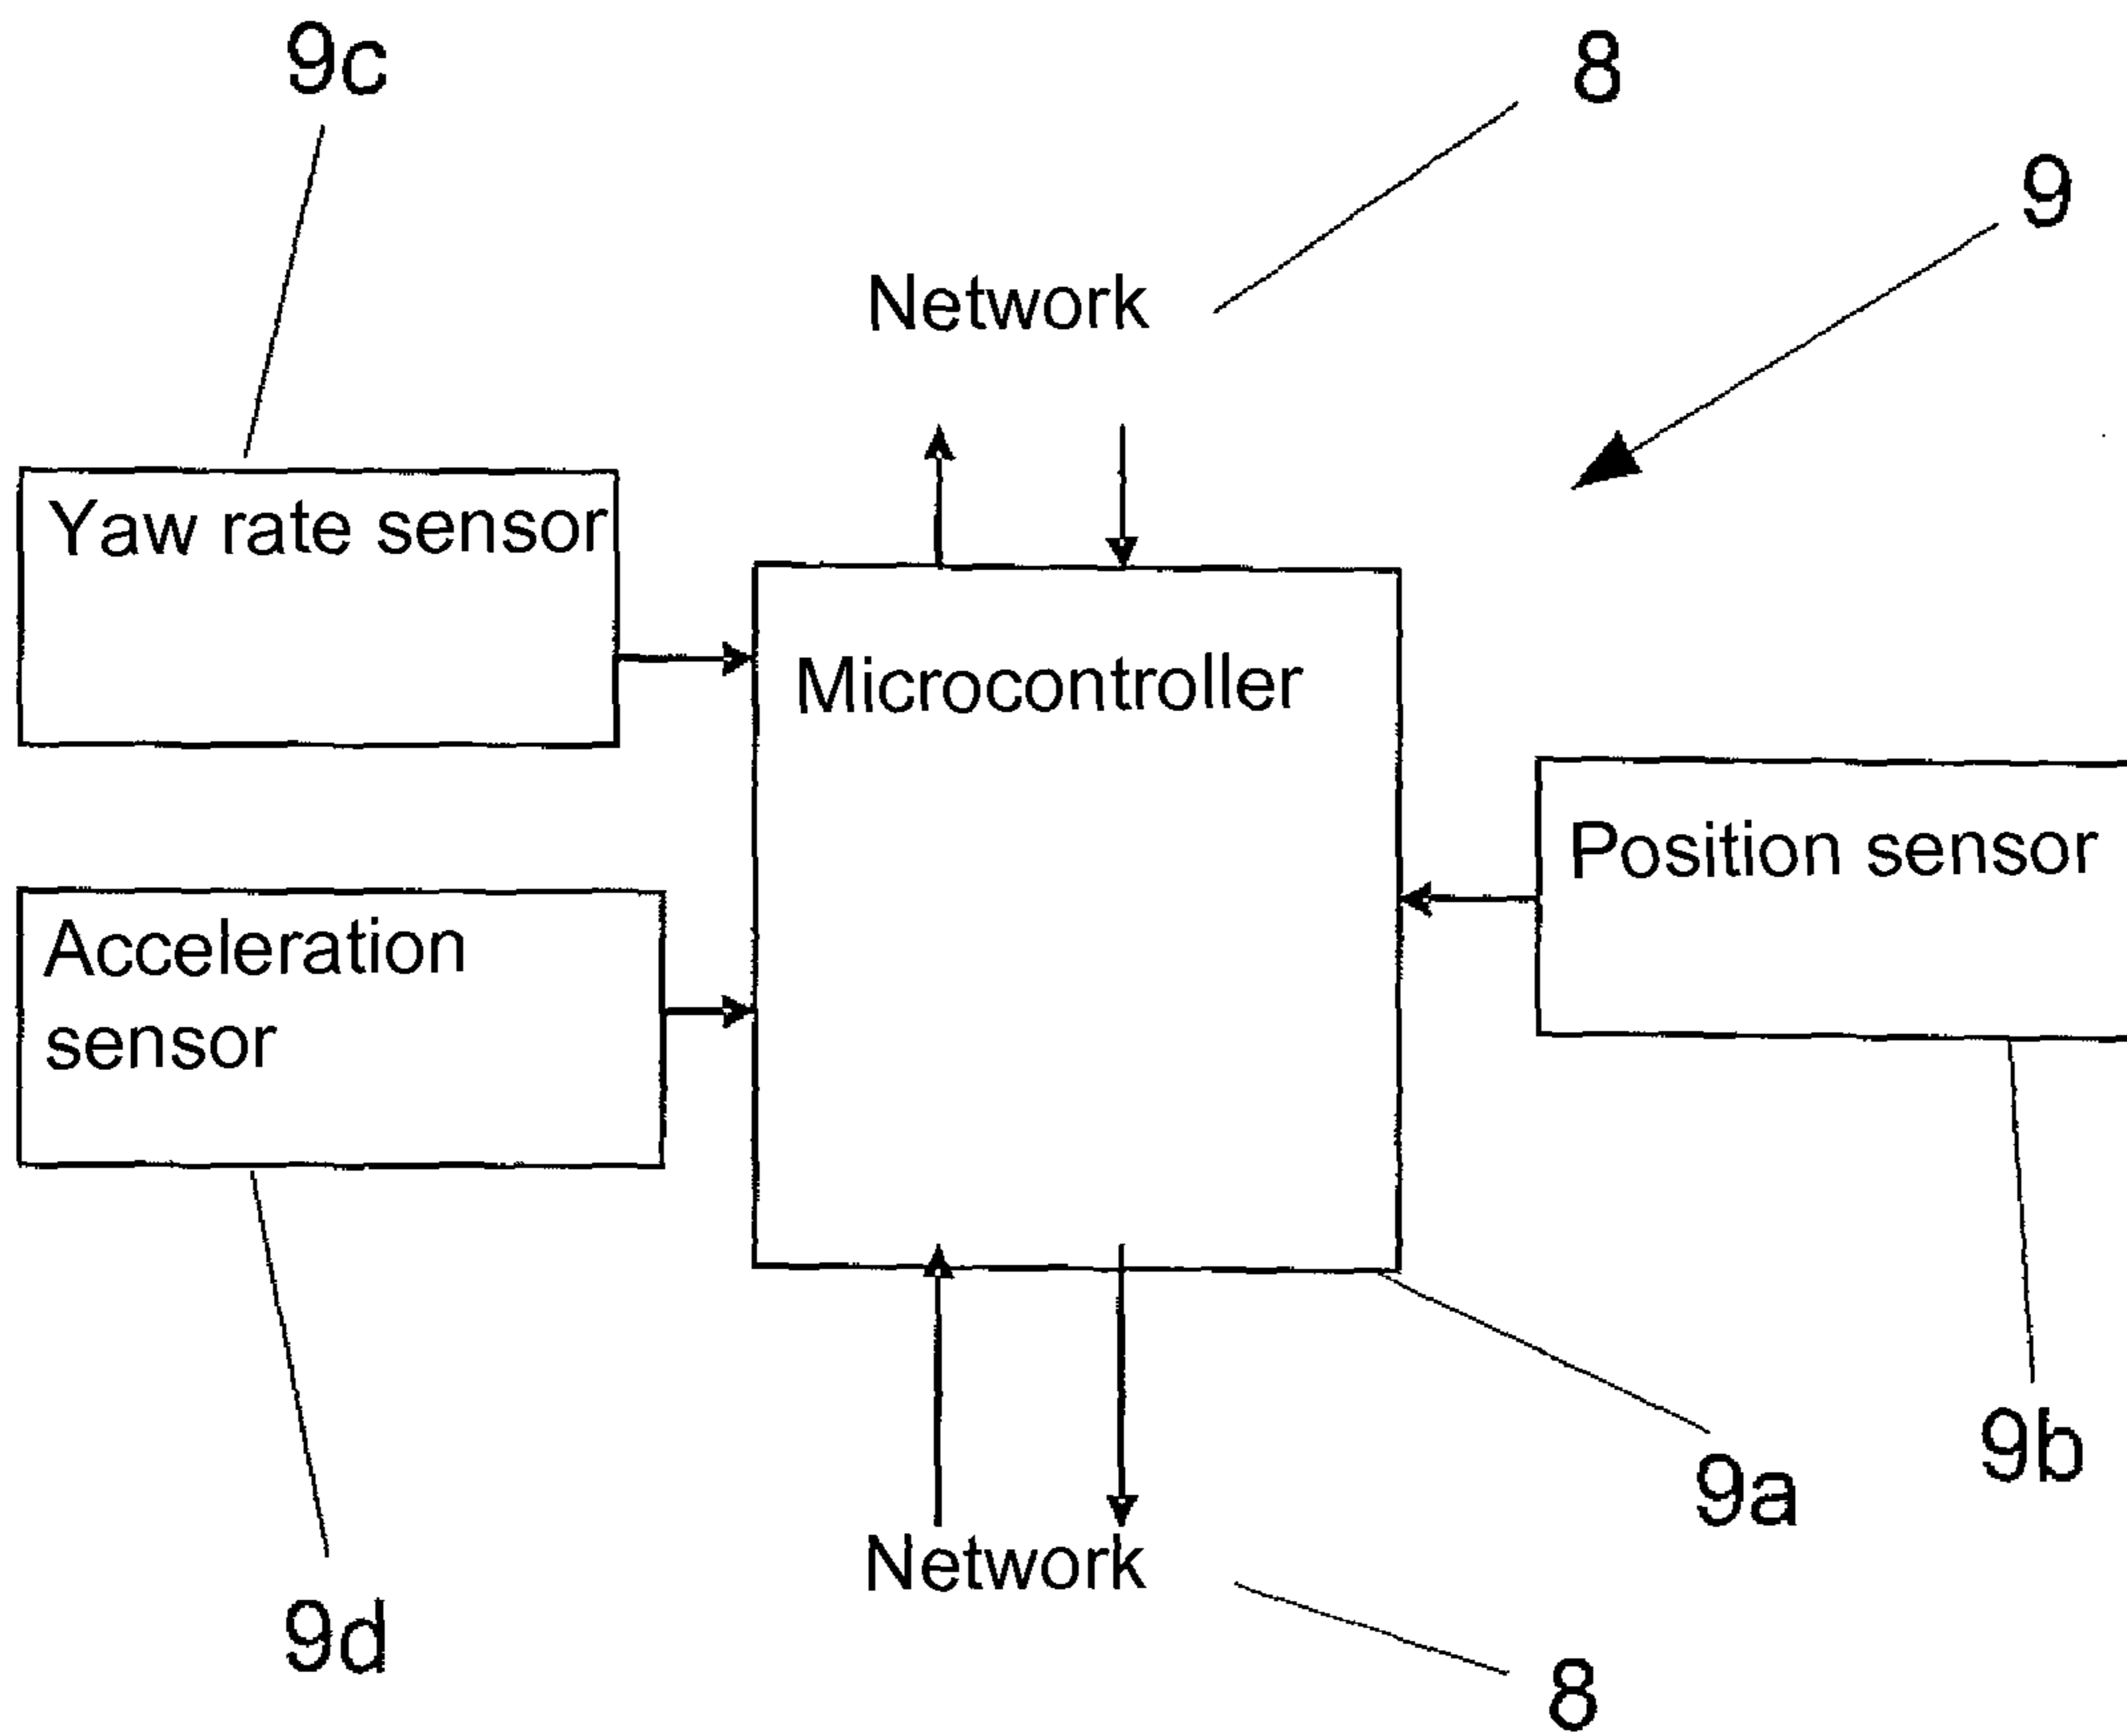 9c
8
9
Network
Yaw rate sensor
Microcontroller
Position sensor
Acceleration
sensor
9b
9a
Network
9d
8